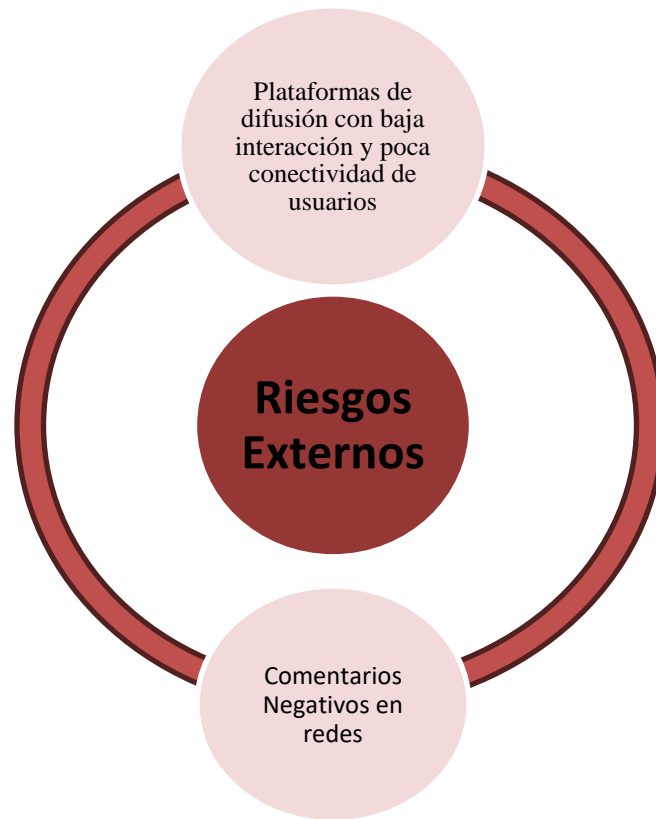 Plataformas de
difusión con baja
interacción y poca
conectividad de
usuarios
Riesgos
Externos
Comentarios
Negativos en
redes